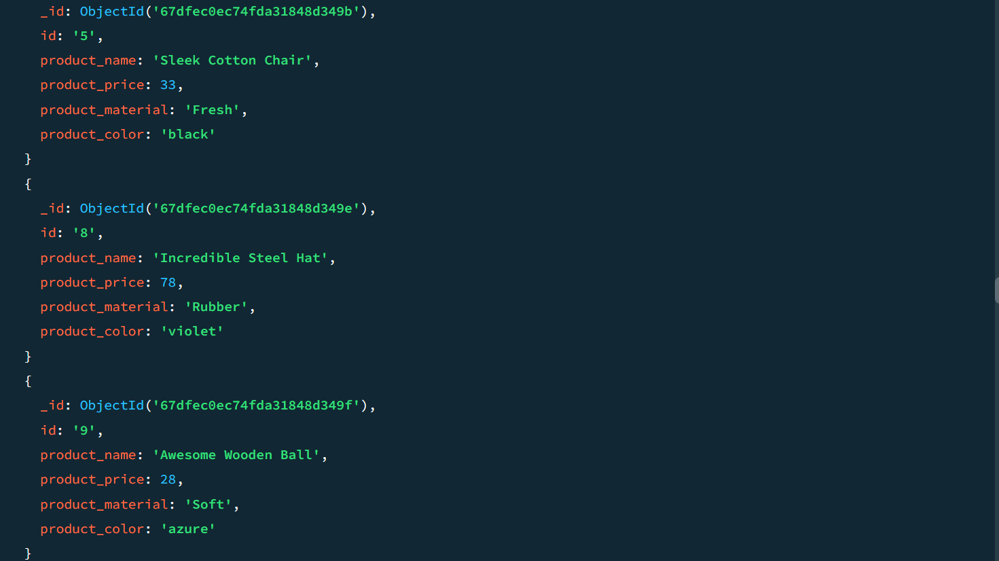 _id: ObjectId('67dfec0ec74fda31848d349b'),
id: '5',
product_name: 'Sleek Cotton Chair',
product_price: 33,
product_material: 'Fresh',
product_color: 'black'
}
{
_id: ObjectId('67dfec0ec74fda31848d349e'),
id: '8',
product_name: 'Incredible Steel Hat',
product_price: 78,
product_material: 'Rubber',
product_color: 'violet'
}
{
_id: ObjectId('67dfec0ec74fda31848d349f'),
id: '9',
product_name: 'Awesome Wooden Ball',
product_price: 28,
product_material: 'Soft',
product_color: 'azure'
}